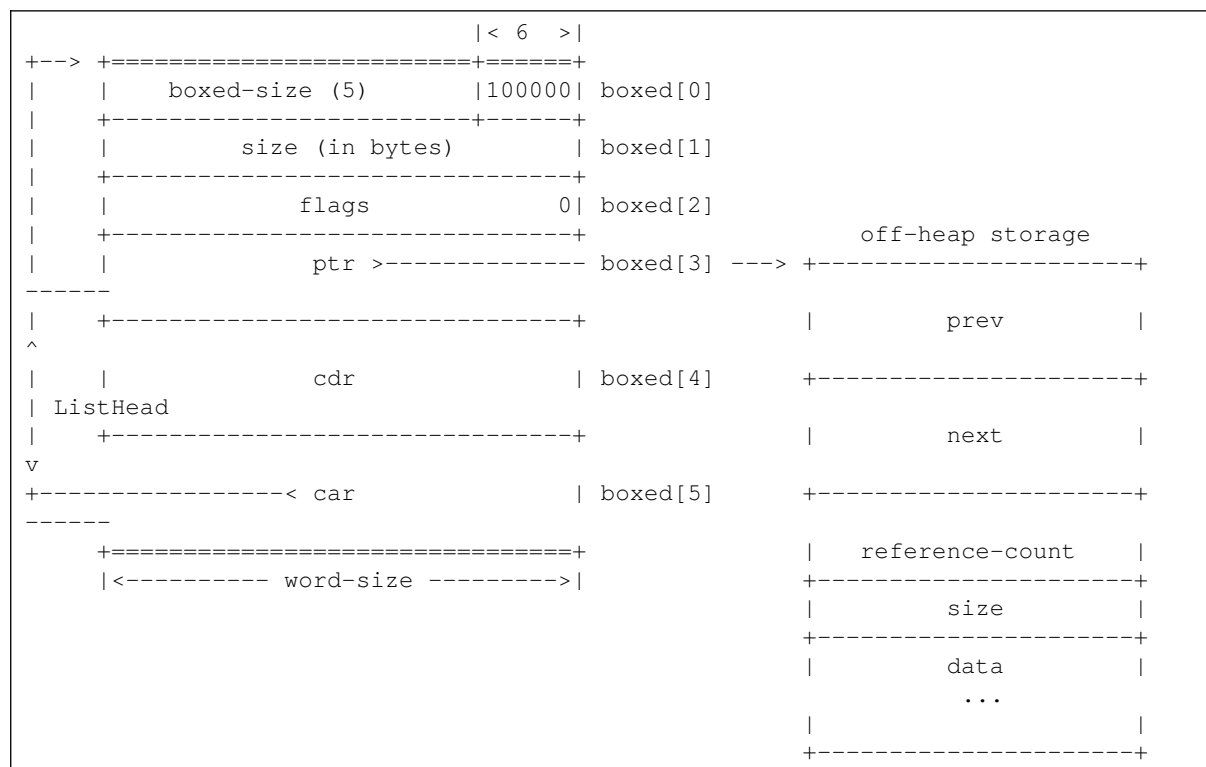 |< 6  >|
+--> +=========================+======+
|    |    boxed-size (5)       |100000| boxed[0]
|    +-------------------------+------+
|    |         size (in bytes)        | boxed[1]
|    +--------------------------------+
|    |             flags             0| boxed[2]
|    +--------------------------------+                   off-heap storage
|    |              ptr >-------------- boxed[3] ---> +----------------------+
------
|    +--------------------------------+               |         prev         |
^
|    |              cdr               | boxed[4]      +----------------------+
| ListHead
|    +--------------------------------+               |         next         |
v
+-----------------< car               | boxed[5]      +----------------------+
------
     +================================+               |   reference-count    |
     |<---------- word-size --------->|               +----------------------+
                                                      |         size         |
                                                      +----------------------+
                                                      |         data         |
                                                                 ...
                                                      |                      |
                                                      +----------------------+